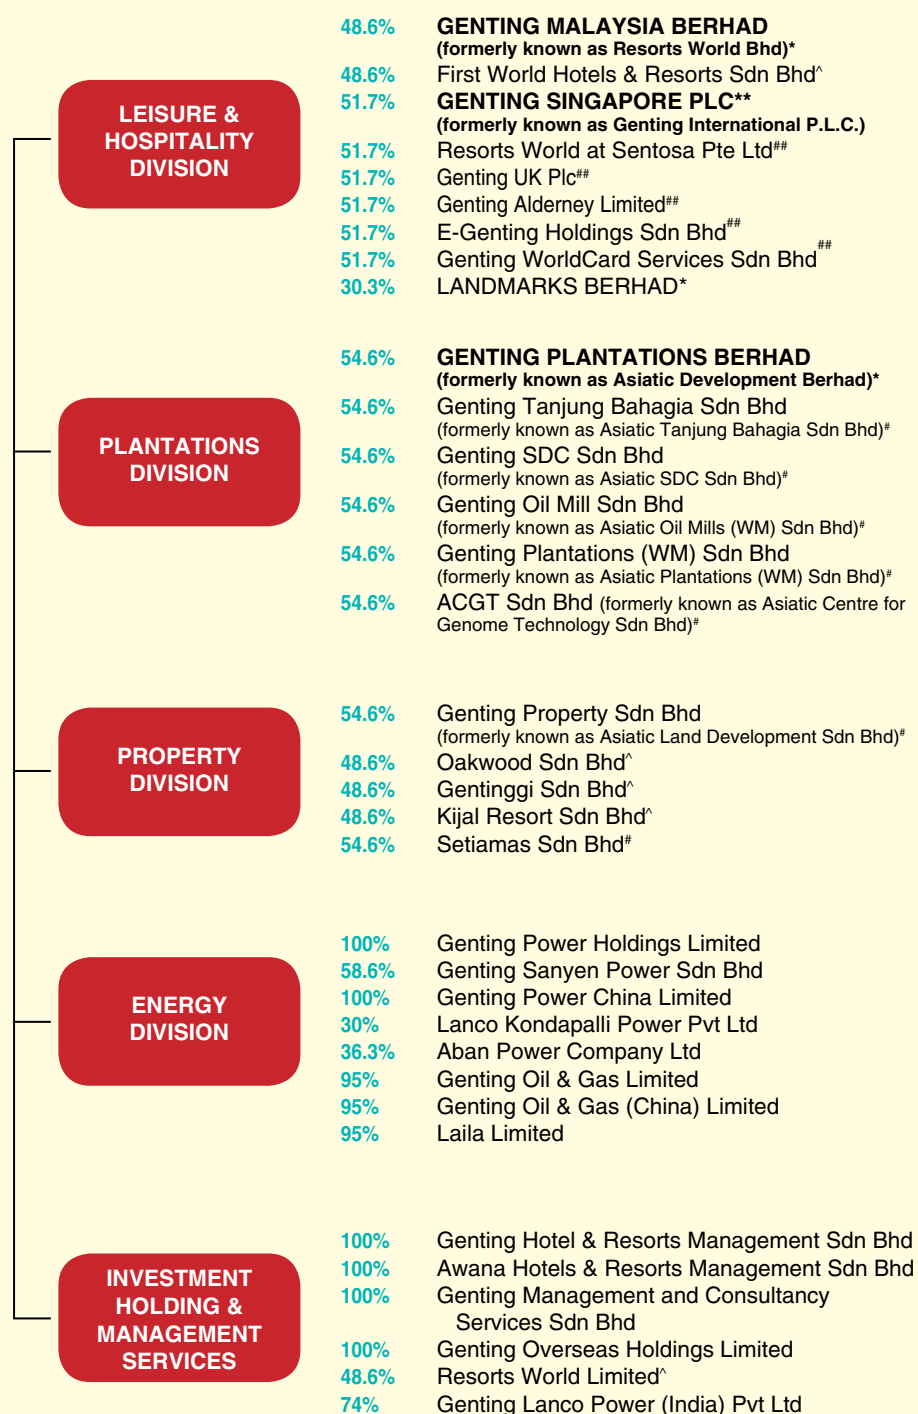 LEISURE &
HOSPITALITY
DIVISION
48.6% GENTING MALAYSIA BERHAD
(formerly known as Resorts World Bhd)*
48.6% First World Hotels & Resorts Sdn Bhd^
51.7% GENTING SINGAPORE PLC**
(formerly known as Genting International P.L.C.)
51.7% Resorts World at Sentosa Pte Ltd##
51.7% Genting UK Plc##
51.7% Genting Alderney Limited##
51.7% E-Genting Holdings Sdn Bhd##
51.7% Genting WorldCard Services Sdn Bhd##
30.3% LANDMARKS BERHAD*
PLANTATIONS
DIVISION
54.6% GENTING PLANTATIONS BERHAD
(formerly known as Asiatic Development Berhad)*
54.6% Genting Tanjung Bahagia Sdn Bhd
(formerly known as Asiatic Tanjung Bahagia Sdn Bhd)#
54.6% Genting SDC Sdn Bhd
(formerly known as Asiatic SDC Sdn Bhd)#
54.6% Genting Oil Mill Sdn Bhd
(formerly known as Asiatic Oil Mills (WM) Sdn Bhd)#
54.6% Genting Plantations (WM) Sdn Bhd
(formerly known as Asiatic Plantations (WM) Sdn Bhd)#
54.6% ACGT Sdn Bhd (formerly known as Asiatic Centre for
Genome Technology Sdn Bhd)#
PROPERTY
DIVISION
54.6% Genting Property Sdn Bhd
(formerly known as Asiatic Land Development Sdn Bhd)#
48.6% Oakwood Sdn Bhd^
48.6% Gentinggi Sdn Bhd^
48.6% Kijal Resort Sdn Bhd^
54.6% Setiamas Sdn Bhd#
ENERGY
DIVISION
100% Genting Power Holdings Limited
58.6% Genting Sanyen Power Sdn Bhd
100% Genting Power China Limited
30% Lanco Kondapalli Power Pvt Ltd
36.3% Aban Power Company Ltd
95% Genting Oil & Gas Limited
95% Genting Oil & Gas (China) Limited
95% Laila Limited
INVESTMENT
HOLDING &
MANAGEMENT
SERVICES
100% Genting Hotel & Resorts Management Sdn Bhd
100% Awana Hotels & Resorts Management Sdn Bhd
100% Genting Management and Consultancy
Services Sdn Bhd
100% Genting Overseas Holdings Limited
48.6% Resorts World Limited^
74% Genting Lanco Power (India) Pvt Ltd